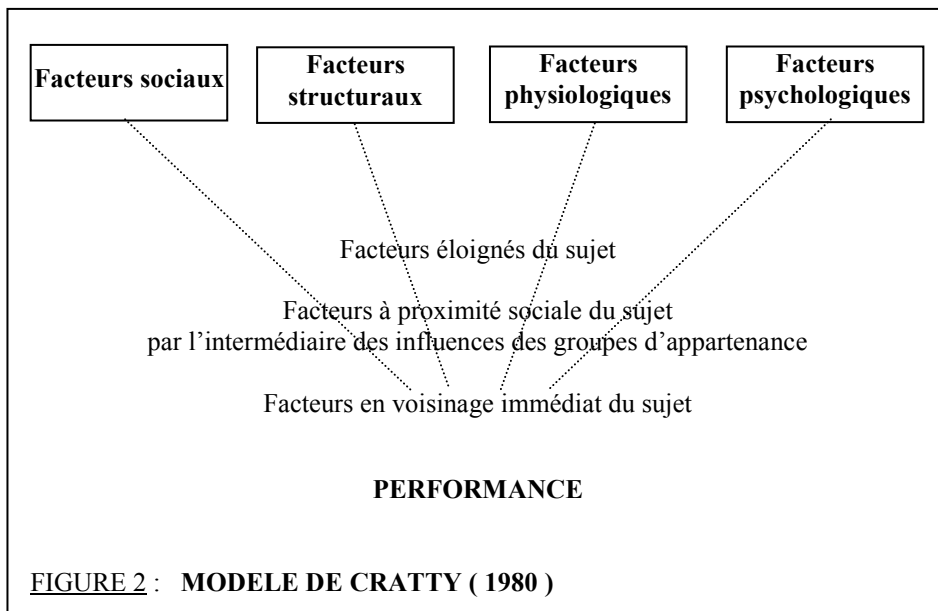 Facteurs sociaux
Facteurs
structuraux
Facteurs
physiologiques
Facteurs
psychologiques
Facteurs éloignés du sujet
Facteurs à proximité sociale du sujet
par l’intermédiaire des influences des groupes d’appartenance
Facteurs en voisinage immédiat du sujet
PERFORMANCE
FIGURE 2 : MODELE DE CRATTY ( 1980 )